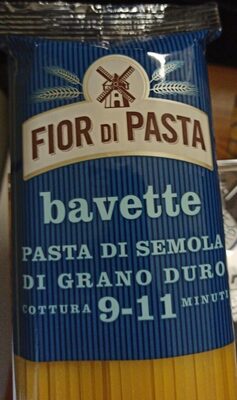 FIOR DI PASTA
bavette
PASTA DI SEMOLA
DI GRANO DURO
COTTURA 9-11 MINUTI